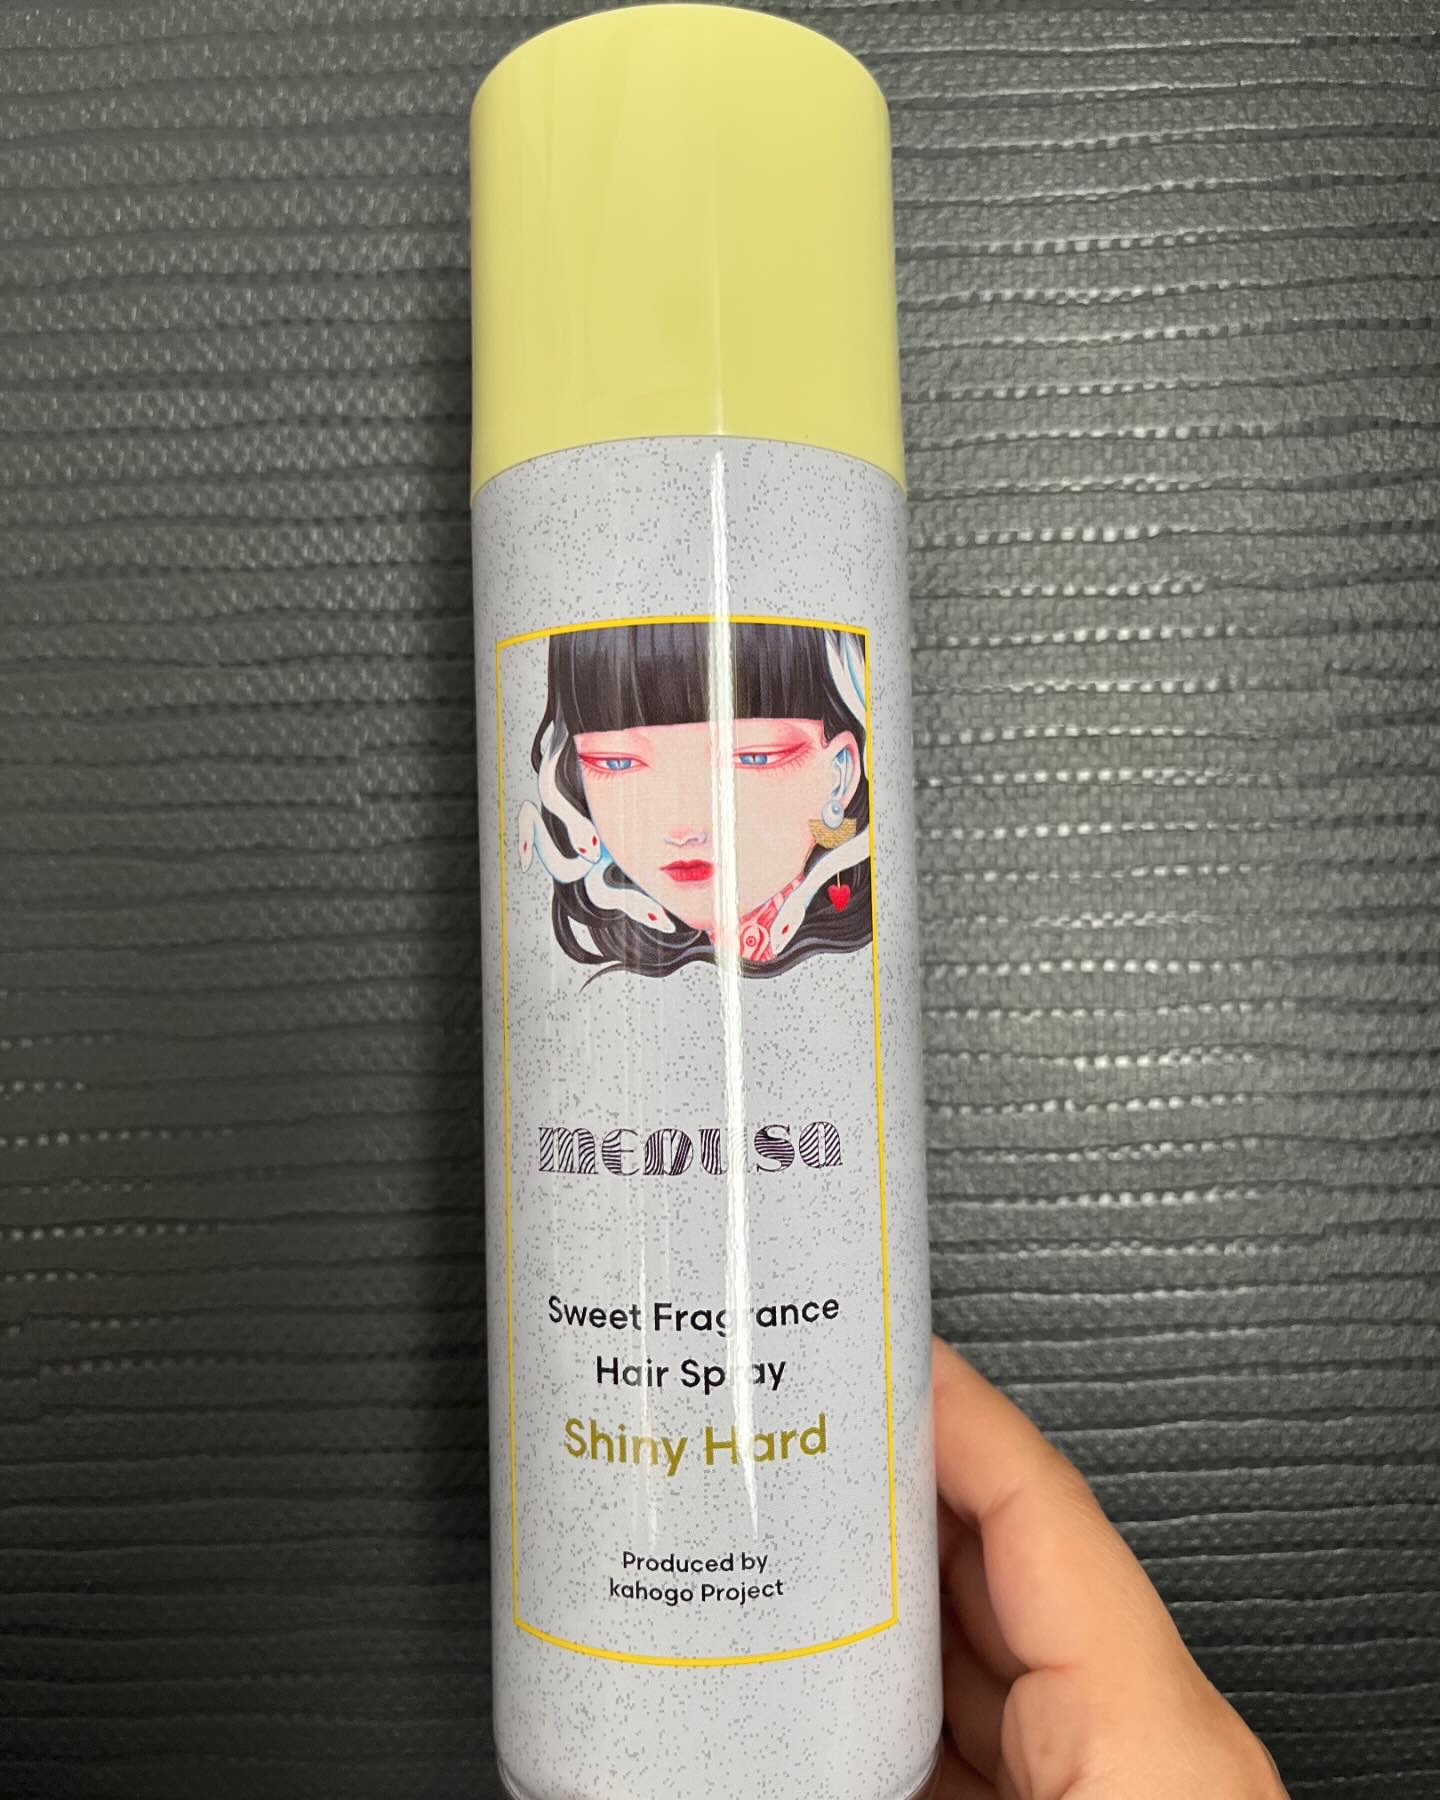 meDusa
Sweet Fragrance
Hair Spray
Shiny Hard
Produced by
kahogo Project